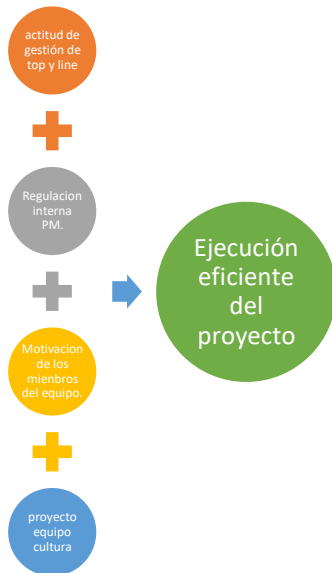 actitud de
gestión de
top y line
Regulacion
interna
PM.
Motivacion
de los
mienbros
del equipo.
proyecto
equipo
cultura
Ejecución
eficiente
del
proyecto